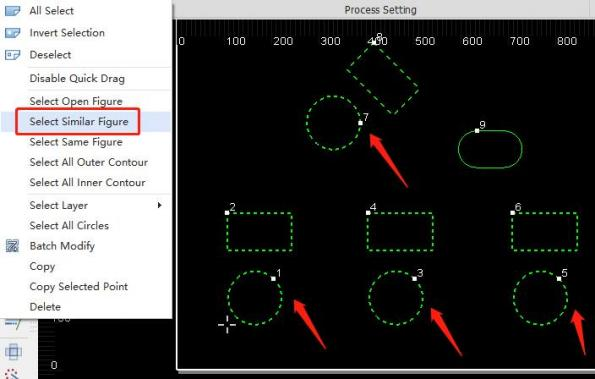 All Select
Invert Selection
Deselect
Disable Quick Drag
Select Open Figure
Select Similar Figure
Select Same Figure
Select All Outer Contour
Select All Inner Contour
Select Layer
Select All Circles
Batch Modify
Copy
Copy Selected Point
Delete
Process Setting
0 100 200 300 400 500 600 700 800
8
7
9
2 4 6
1 3 5
100
0